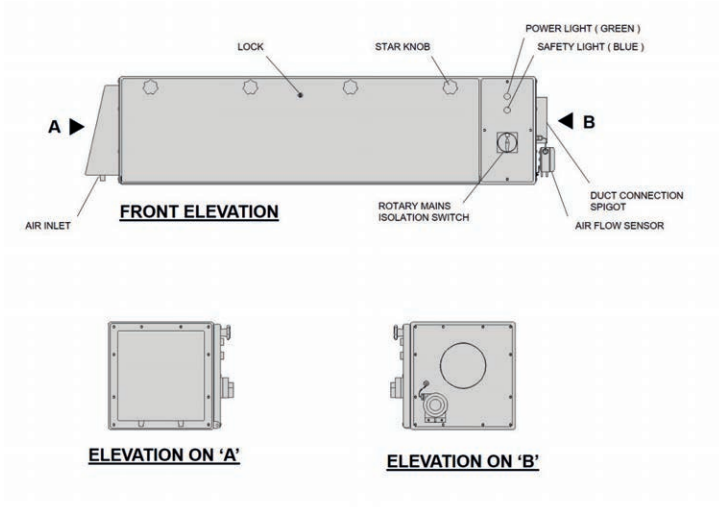 POWER LIGHT ( GREEN )
LOCK
STAR KNOB
SAFETY LIGHT ( BLUE )
A
B
DUCT CONNECTION
SPIGOT
ROTARY MAINS
ISOLATION SWITCH
FRONT ELEVATION
AIR INLET
AIR FLOW SENSOR
ELEVATION ON ‘A’
ELEVATION ON ‘B’